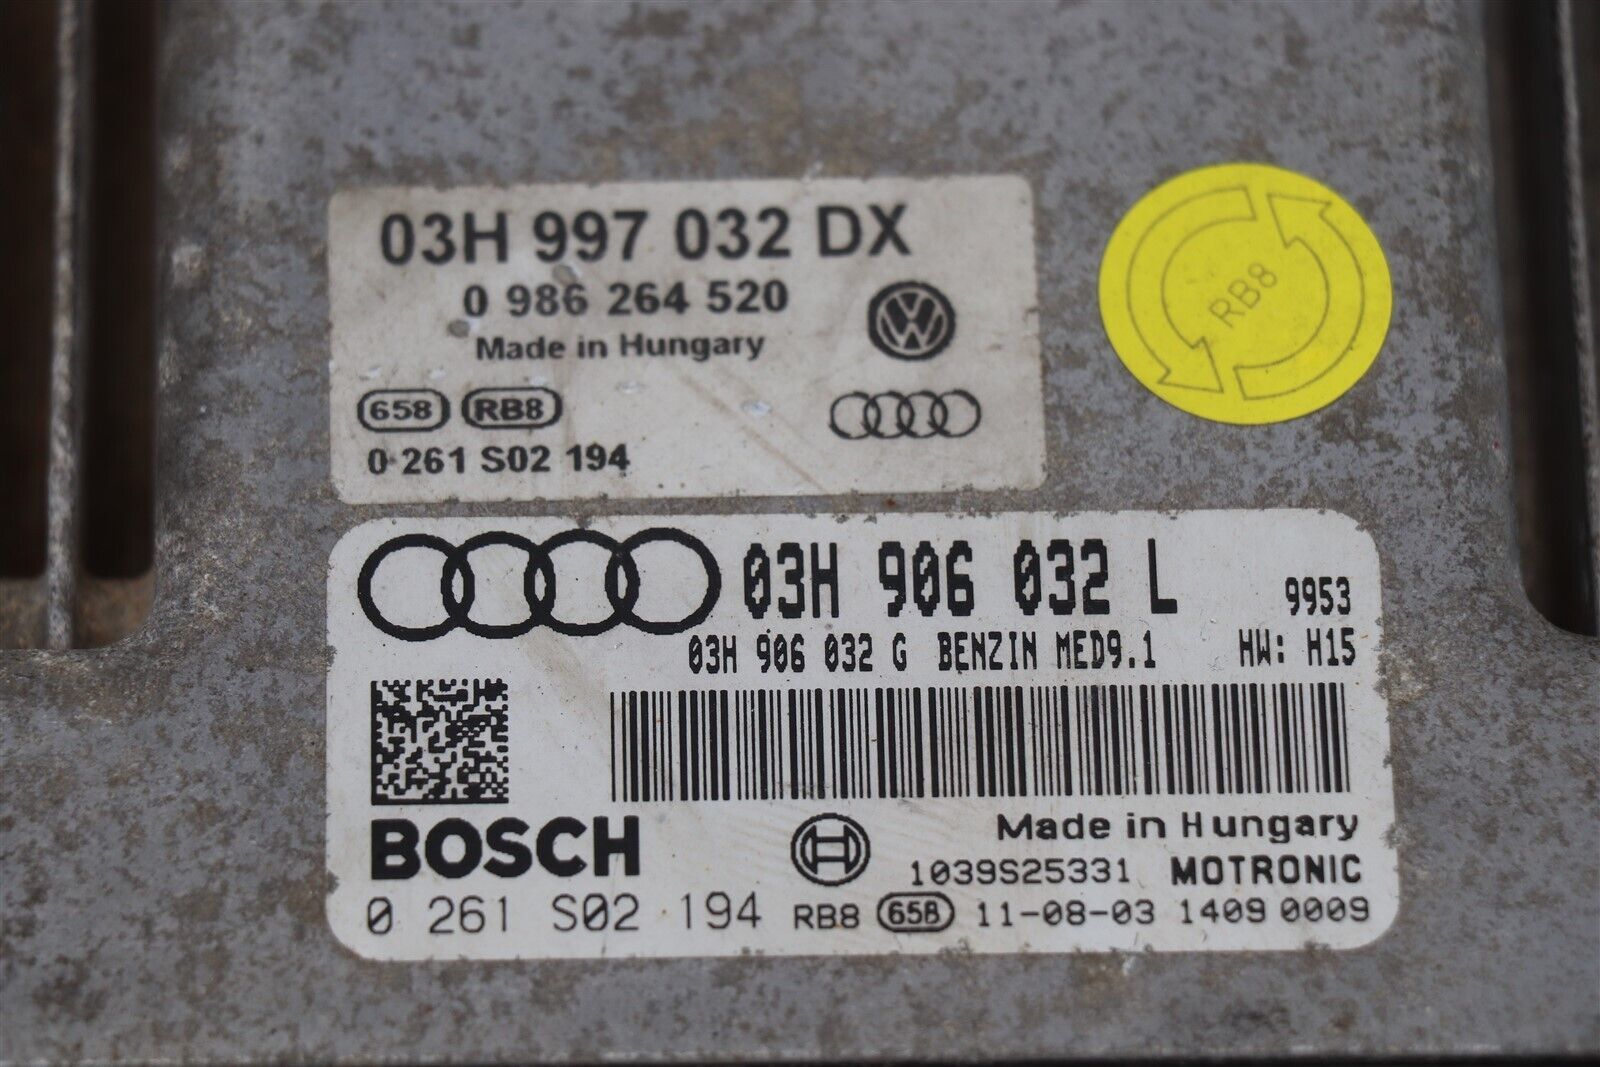 03H 997 032 DX
0 986 264 520
Made in Hungary
658 RB8
0 261 S02 194
RB8
03H 906 032 L 9953
03H 906 032 G BENZIN MED9.1 HW: H15
BOSCH
Made in Hungary
1039S25331 MOTRONIC
0 261 S02 194 RB8 658 11-08-03 1409 0009